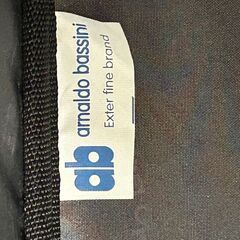 ab
arnaldo bassini
Exter fine brand